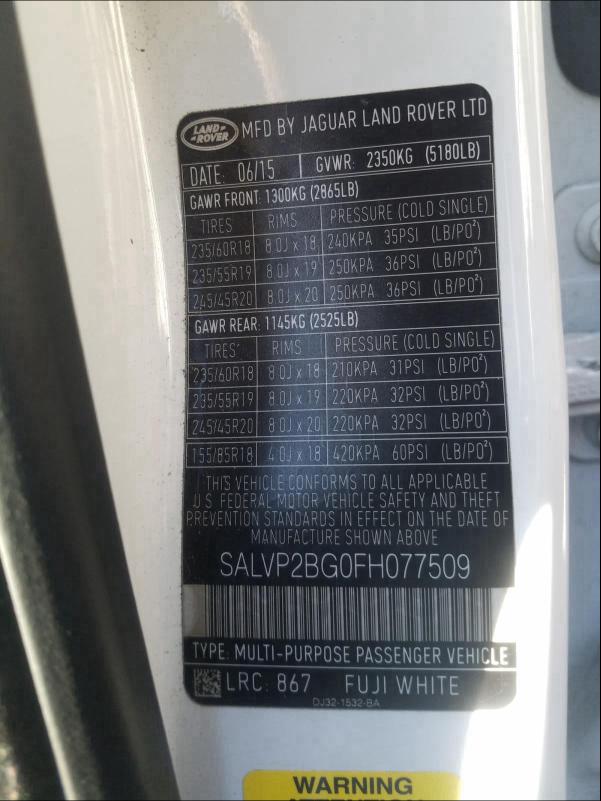 LAND ROVER
MFD BY JAGUAR LAND ROVER LTD
DATE: 06/15 GVWR: 2350KG (5180LB)
GAWR FRONT: 1300KG (2865LB)
TIRES RIMS PRESSURE (COLD SINGLE)
235/60R18 8.0J x 18 240KPA 35PSI (LB/PO²)
235/55R19 8.0J x 19 250KPA 36PSI (LB/PO²)
245/45R20 8.0J x 20 250KPA 36PSI (LB/PO²)
GAWR REAR: 1145KG (2525LB)
TIRES RIMS PRESSURE (COLD SINGLE)
235/60R18 8.0J x 18 210KPA 31PSI (LB/PO²)
235/55R19 8.0J x 19 220KPA 32PSI (LB/PO²)
245/45R20 8.0J x 20 220KPA 32PSI (LB/PO²)
155/85R18 4.0J x 18 420KPA 60PSI (LB/PO²)
THIS VEHICLE CONFORMS TO ALL APPLICABLE
U.S. FEDERAL MOTOR VEHICLE SAFETY AND THEFT
PREVENTION STANDARDS IN EFFECT ON THE DATE OF
MANUFACTURE SHOWN ABOVE
SALVP2BG0FH077509
TYPE: MULTI-PURPOSE PASSENGER VEHICLE
LRC: 867 FUJI WHITE
DJ32-1532-BA
WARNING